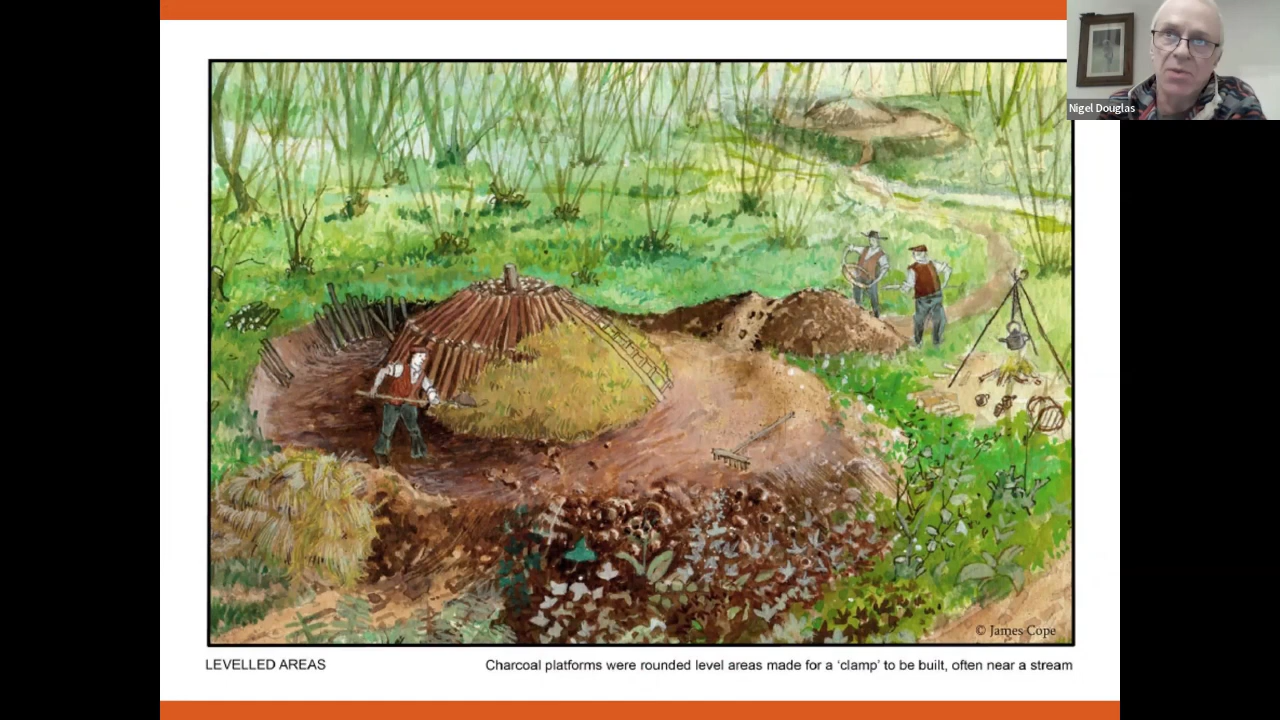 Nigel Douglas
© James Cope
LEVELLED AREAS
Charcoal platforms were rounded level areas made for a ‘clamp’ to be built, often near a stream